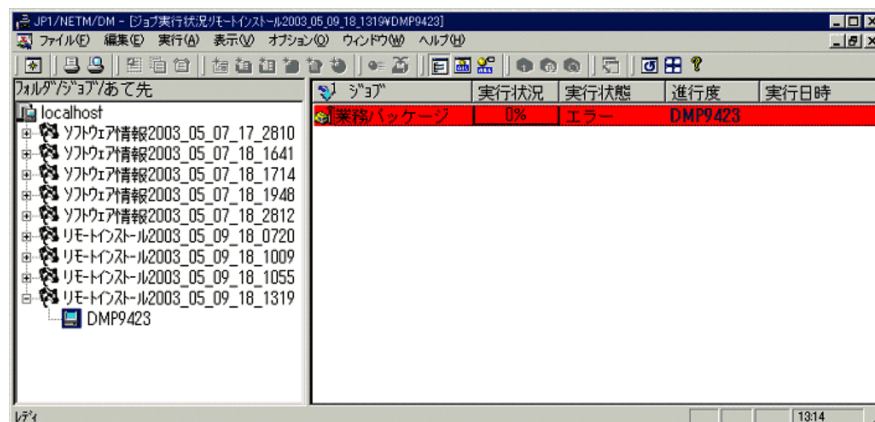 JP1/NETM/DM - [ジョブ実行状況リモートインストール2003_05_09_18_1319¥DMP9423]
ファイル(F) 編集(E) 実行(A) 表示(V) オプション(O) ウィンドウ(W) ヘルプ(H)
フォルダ/ジョブ/あて先
localhost
ソフトウェア情報2003_05_07_17_2810
ソフトウェア情報2003_05_07_18_1641
ソフトウェア情報2003_05_07_18_1714
ソフトウェア情報2003_05_07_18_1948
ソフトウェア情報2003_05_07_18_2812
リモートインストール2003_05_09_18_0720
リモートインストール2003_05_09_18_1009
リモートインストール2003_05_09_18_1055
リモートインストール2003_05_09_18_1319
DMP9423
ジョブ 実行状況 実行状態 進行度 実行日時
業務パッケージ 0% エラー DMP9423
レディ 13:14